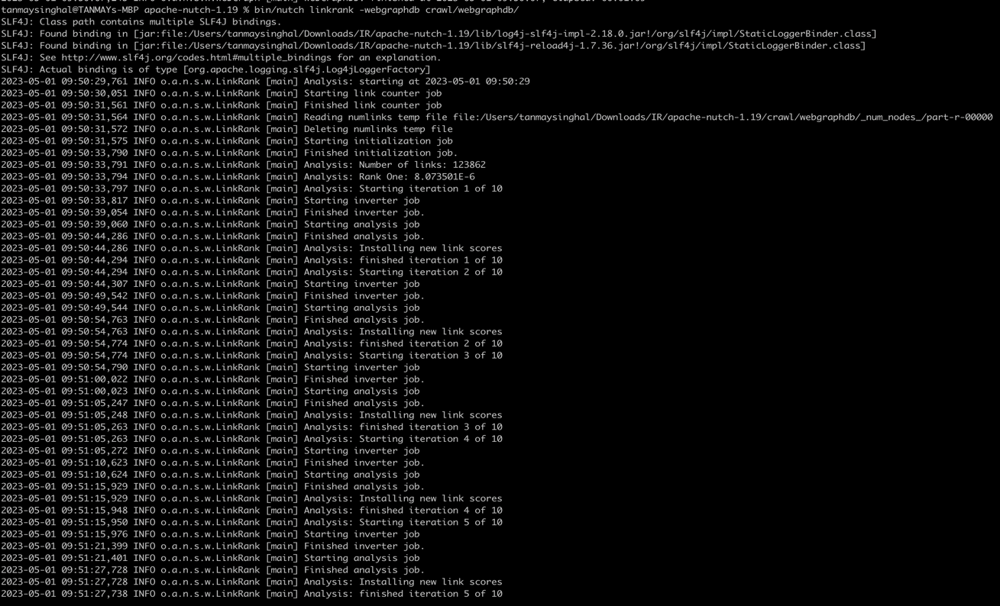 tanmaysinghal@TANMAYs-MBP apache-nutch-1.19 % bin/nutch linkrank -webgraphdb crawl/webgraphdb/
SLF4J: Class path contains multiple SLF4J bindings.
SLF4J: Found binding in [jar:file:/Users/tanmaysinghal/Downloads/IR/apache-nutch-1.19/lib/log4j-slf4j-impl-2.18.0.jar!/org/slf4j/impl/StaticLoggerBinder.class]
SLF4J: Found binding in [jar:file:/Users/tanmaysinghal/Downloads/IR/apache-nutch-1.19/lib/slf4j-reload4j-1.7.36.jar!/org/slf4j/impl/StaticLoggerBinder.class]
SLF4J: See http://www.slf4j.org/codes.html#multiple_bindings for an explanation.
SLF4J: Actual binding is of type [org.apache.logging.slf4j.Log4jLoggerFactory]
2023-05-01 09:50:29,761 INFO o.a.n.s.w.LinkRank [main] Analysis: starting at 2023-05-01 09:50:29
2023-05-01 09:50:30,051 INFO o.a.n.s.w.LinkRank [main] Starting link counter job
2023-05-01 09:50:31,561 INFO o.a.n.s.w.LinkRank [main] Finished link counter job
2023-05-01 09:50:31,564 INFO o.a.n.s.w.LinkRank [main] Reading numlinks temp file file:/Users/tanmaysinghal/Downloads/IR/apache-nutch-1.19/crawl/webgraphdb/_num_nodes_/part-r-00000
2023-05-01 09:50:31,572 INFO o.a.n.s.w.LinkRank [main] Deleting numlinks temp file
2023-05-01 09:50:31,575 INFO o.a.n.s.w.LinkRank [main] Starting initialization job
2023-05-01 09:50:33,790 INFO o.a.n.s.w.LinkRank [main] Finished initialization job.
2023-05-01 09:50:33,791 INFO o.a.n.s.w.LinkRank [main] Analysis: Number of links: 123862
2023-05-01 09:50:33,794 INFO o.a.n.s.w.LinkRank [main] Analysis: Rank One: 8.073501E-6
2023-05-01 09:50:33,797 INFO o.a.n.s.w.LinkRank [main] Analysis: Starting iteration 1 of 10
2023-05-01 09:50:33,817 INFO o.a.n.s.w.LinkRank [main] Starting inverter job
2023-05-01 09:50:39,054 INFO o.a.n.s.w.LinkRank [main] Finished inverter job.
2023-05-01 09:50:39,060 INFO o.a.n.s.w.LinkRank [main] Starting analysis job
2023-05-01 09:50:44,286 INFO o.a.n.s.w.LinkRank [main] Finished analysis job.
2023-05-01 09:50:44,286 INFO o.a.n.s.w.LinkRank [main] Analysis: Installing new link scores
2023-05-01 09:50:44,294 INFO o.a.n.s.w.LinkRank [main] Analysis: finished iteration 1 of 10
2023-05-01 09:50:44,294 INFO o.a.n.s.w.LinkRank [main] Analysis: Starting iteration 2 of 10
2023-05-01 09:50:44,307 INFO o.a.n.s.w.LinkRank [main] Starting inverter job
2023-05-01 09:50:49,542 INFO o.a.n.s.w.LinkRank [main] Finished inverter job.
2023-05-01 09:50:49,544 INFO o.a.n.s.w.LinkRank [main] Starting analysis job
2023-05-01 09:50:54,763 INFO o.a.n.s.w.LinkRank [main] Finished analysis job.
2023-05-01 09:50:54,763 INFO o.a.n.s.w.LinkRank [main] Analysis: Installing new link scores
2023-05-01 09:50:54,774 INFO o.a.n.s.w.LinkRank [main] Analysis: finished iteration 2 of 10
2023-05-01 09:50:54,774 INFO o.a.n.s.w.LinkRank [main] Analysis: Starting iteration 3 of 10
2023-05-01 09:50:54,790 INFO o.a.n.s.w.LinkRank [main] Starting inverter job
2023-05-01 09:51:00,022 INFO o.a.n.s.w.LinkRank [main] Finished inverter job.
2023-05-01 09:51:00,023 INFO o.a.n.s.w.LinkRank [main] Starting analysis job
2023-05-01 09:51:05,247 INFO o.a.n.s.w.LinkRank [main] Finished analysis job.
2023-05-01 09:51:05,248 INFO o.a.n.s.w.LinkRank [main] Analysis: Installing new link scores
2023-05-01 09:51:05,263 INFO o.a.n.s.w.LinkRank [main] Analysis: finished iteration 3 of 10
2023-05-01 09:51:05,263 INFO o.a.n.s.w.LinkRank [main] Analysis: Starting iteration 4 of 10
2023-05-01 09:51:05,272 INFO o.a.n.s.w.LinkRank [main] Starting inverter job
2023-05-01 09:51:10,623 INFO o.a.n.s.w.LinkRank [main] Finished inverter job.
2023-05-01 09:51:10,624 INFO o.a.n.s.w.LinkRank [main] Starting analysis job
2023-05-01 09:51:15,929 INFO o.a.n.s.w.LinkRank [main] Finished analysis job.
2023-05-01 09:51:15,929 INFO o.a.n.s.w.LinkRank [main] Analysis: Installing new link scores
2023-05-01 09:51:15,948 INFO o.a.n.s.w.LinkRank [main] Analysis: finished iteration 4 of 10
2023-05-01 09:51:15,950 INFO o.a.n.s.w.LinkRank [main] Analysis: Starting iteration 5 of 10
2023-05-01 09:51:15,976 INFO o.a.n.s.w.LinkRank [main] Starting inverter job
2023-05-01 09:51:21,399 INFO o.a.n.s.w.LinkRank [main] Finished inverter job.
2023-05-01 09:51:21,401 INFO o.a.n.s.w.LinkRank [main] Starting analysis job
2023-05-01 09:51:27,728 INFO o.a.n.s.w.LinkRank [main] Finished analysis job.
2023-05-01 09:51:27,728 INFO o.a.n.s.w.LinkRank [main] Analysis: Installing new link scores
2023-05-01 09:51:27,738 INFO o.a.n.s.w.LinkRank [main] Analysis: finished iteration 5 of 10